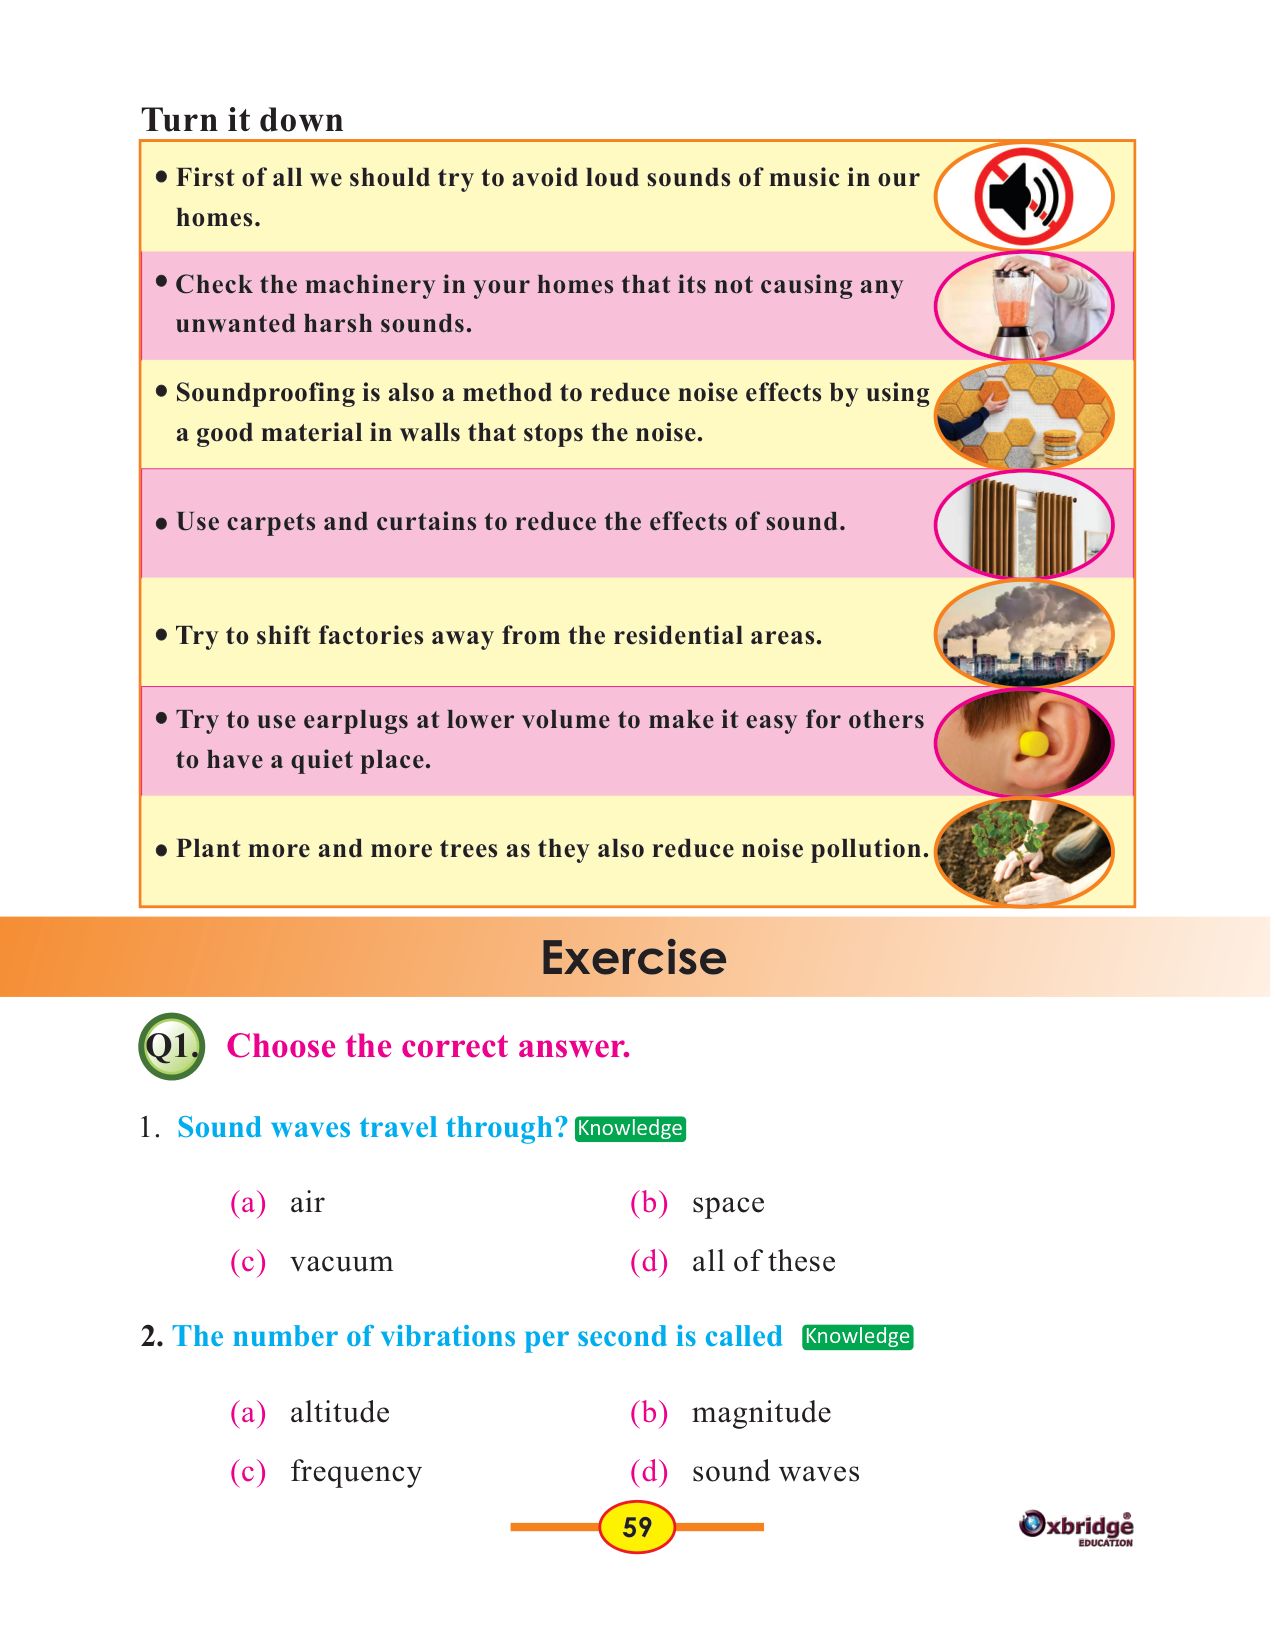 Turn it down
• First of all we should try to avoid loud sounds of music in our
homes.
• Check the machinery in your homes that its not causing any
unwanted harsh sounds.
• Soundproofing is also a method to reduce noise effects by using
a good material in walls that stops the noise.
• Use carpets and curtains to reduce the effects of sound.
• Try to shift factories away from the residential areas.
• Try to use earplugs at lower volume to make it easy for others
to have a quiet place.
• Plant more and more trees as they also reduce noise pollution.
Exercise
Q1. Choose the correct answer.
1. Sound waves travel through? Knowledge
(a) air (b) space
(c) vacuum (d) all of these
2. The number of vibrations per second is called Knowledge
(a) altitude (b) magnitude
(c) frequency (d) sound waves
59
Oxbridge®
EDUCATION